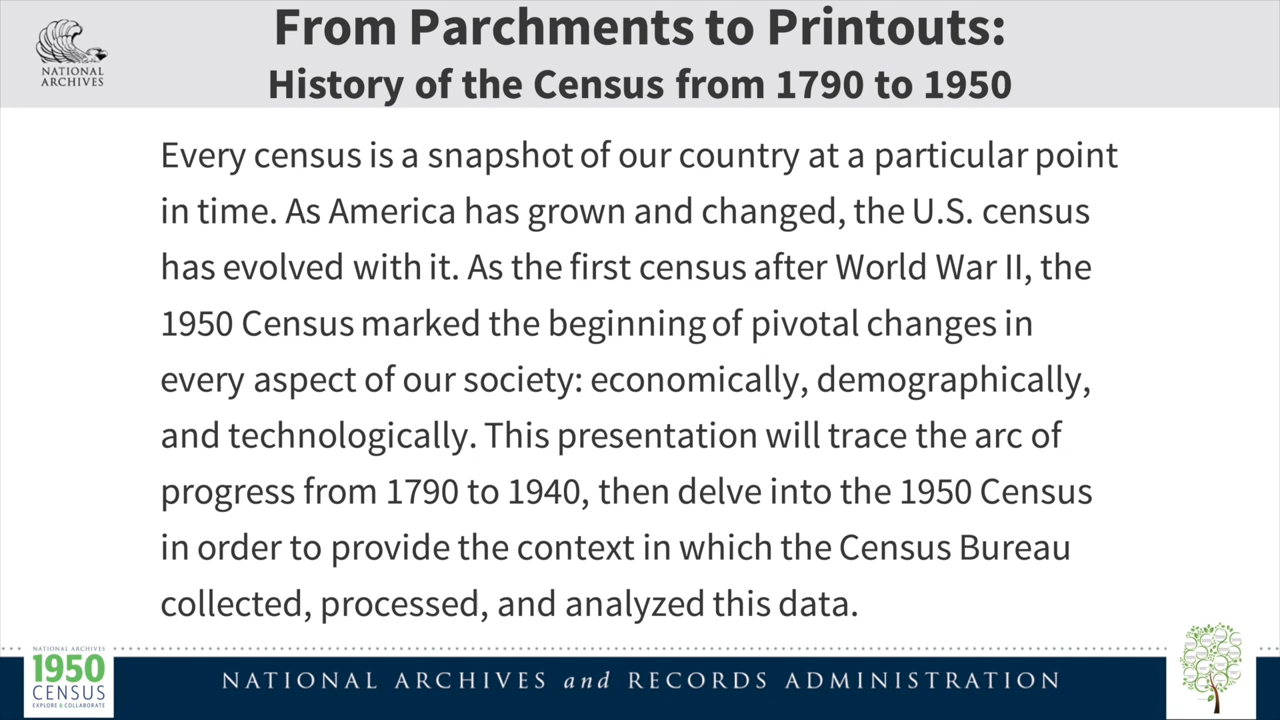 From Parchments to Printouts:
History of the Census from 1790 to 1950
NATIONAL
ARCHIVES
Every census is a snapshot of our country at a particular point
in time. As America has grown and changed, the U.S. census
has evolved with it. As the first census after World War II, the
1950 Census marked the beginning of pivotal changes in
every aspect of our society: economically, demographically,
and technologically. This presentation will trace the arc of
progress from 1790 to 1940, then delve into the 1950 Census
in order to provide the context in which the Census Bureau
collected, processed, and analyzed this data.
NATIONAL ARCHIVES
1950
CENSUS
EXPLORE & COLLABORATE
NATIONAL ARCHIVES and RECORDS ADMINISTRATION